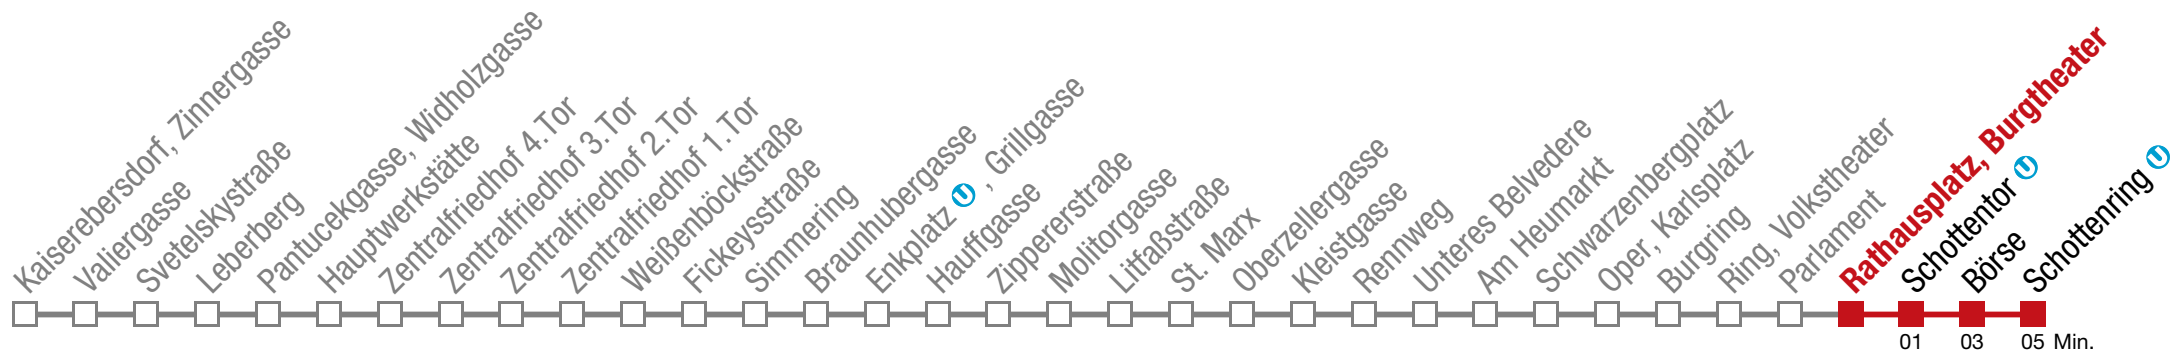 Kaiserebersdorf, Zinnergasse
Valiergasse
Svetelskystraße
Leberberg
Pantucekgasse, Widholzgasse
Hauptwerkstätte
Zentralfriedhof 4.Tor
Zentralfriedhof 3.Tor
Zentralfriedhof 2.Tor
Zentralfriedhof 1.Tor
Weißenböckstraße
Fickeysstraße
Simmering
Braunhubergasse
Enkplatz U, Grillgasse
Hauffgasse
Zippererstraße
Molitorgasse
Litfaßstraße
St. Marx
Oberzellergasse
Kleistgasse
Rennweg
Unteres Belvedere
Am Heumarkt
Schwarzenbergplatz
Oper, Karlsplatz
Burgring
Ring, Volkstheater
Parlament
Rathausplatz, Burgtheater
Schottentor U
Börse
Schottenring U
01 03 05 Min.